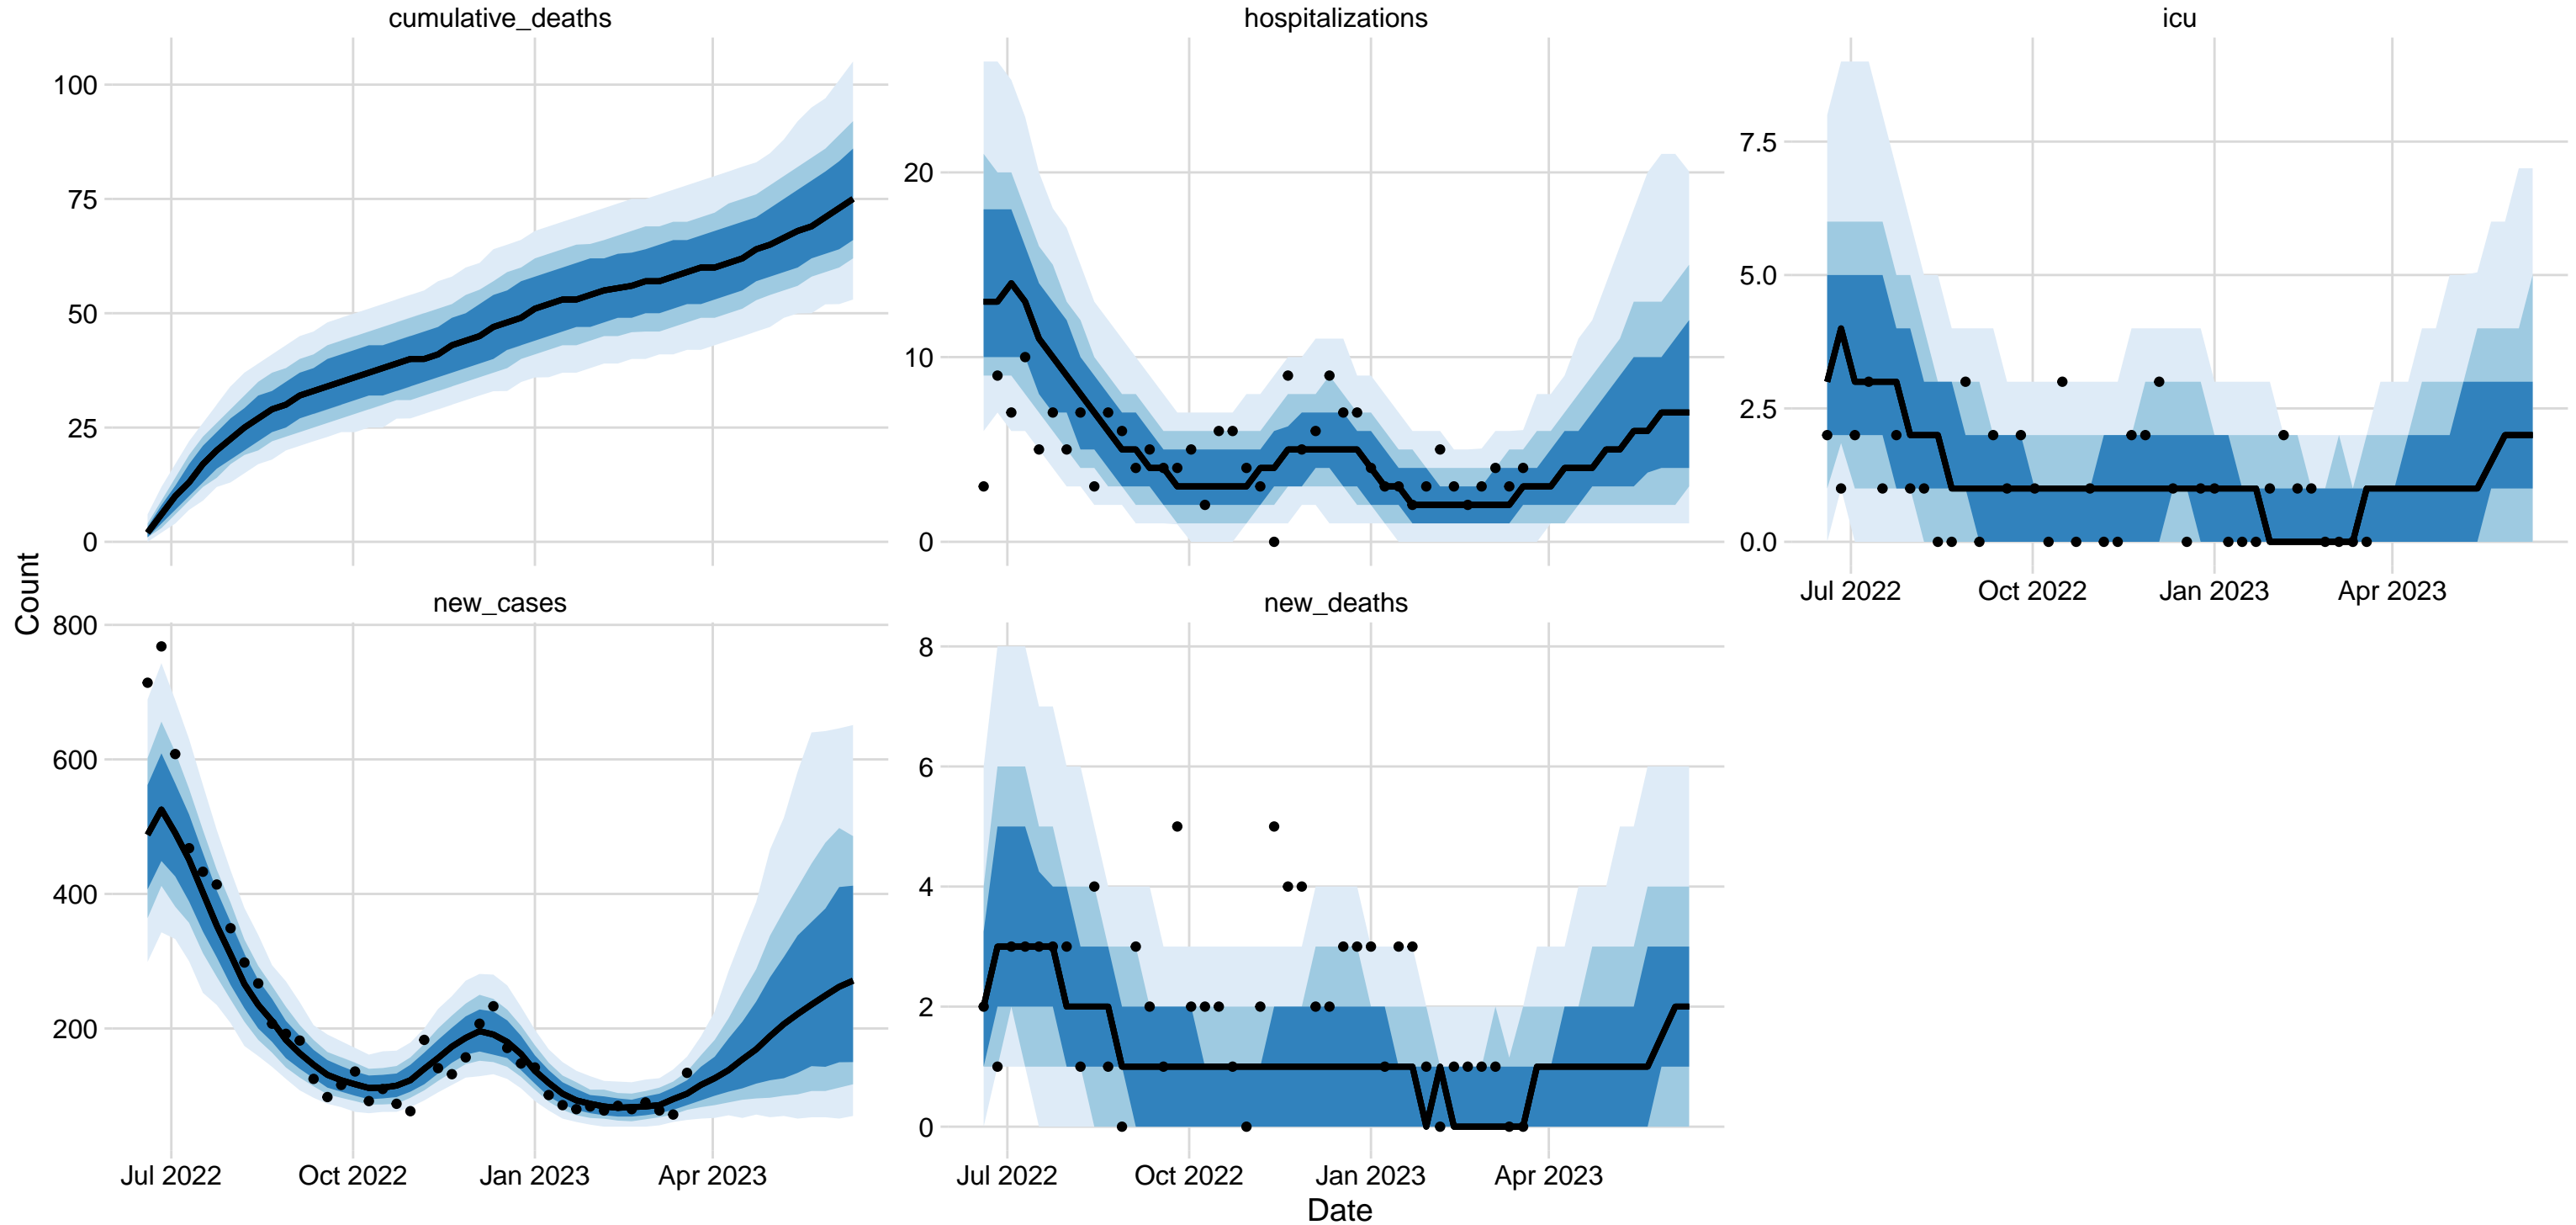 cumulative_deaths
hospitalizations
icu
100
75
50
25
0
20
10
0
7.5
5.0
2.5
0.0
Jul 2022
Oct 2022
Jan 2023
Apr 2023
Count
new_cases
new_deaths
800
600
400
200
8
6
4
2
0
Jul 2022
Oct 2022
Jan 2023
Apr 2023
Jul 2022
Oct 2022
Jan 2023
Apr 2023
Date